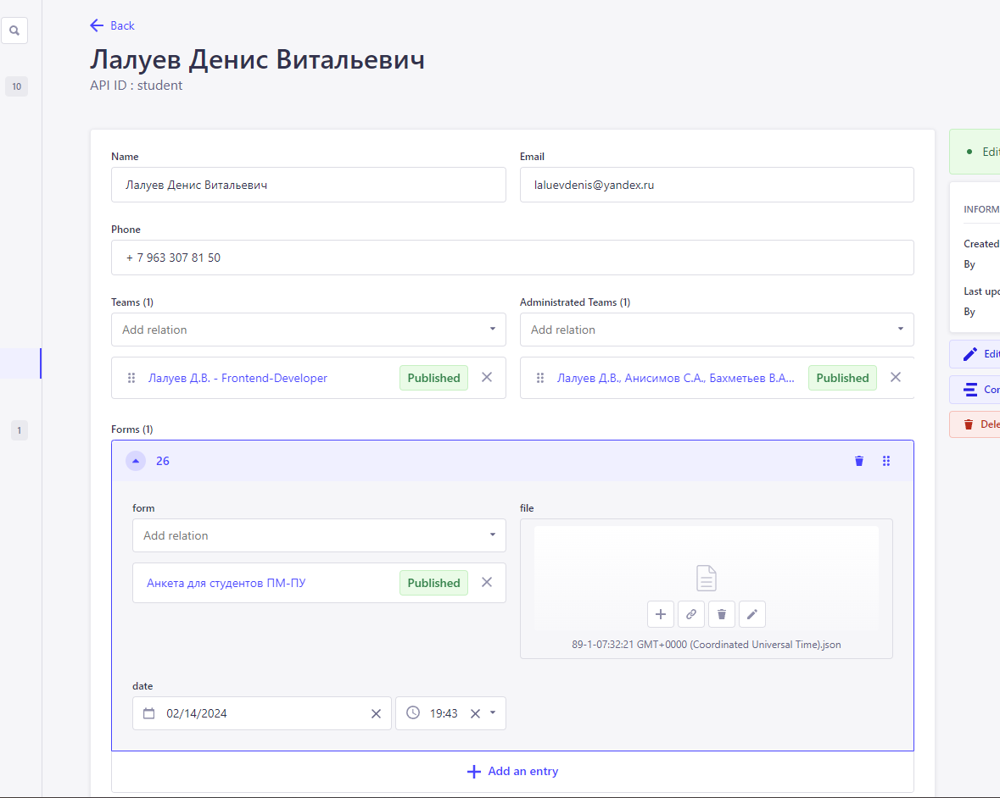 Back
Лалуев Денис Витальевич
API ID : student
10
Name
Email
Лалуев Денис Витальевич
laluevdenis@yandex.ru
Phone
+ 7 963 307 81 50
Teams (1)
Administrated Teams (1)
Add relation
Add relation
Лалуев Д.В. - Frontend-Developer
Published
Лалуев Д.В., Анисимов С.А., Бахметьев В.А...
Published
Forms (1)
26
form
file
Add relation
Анкета для студентов ПМ-ПУ
Published
89-1-07:32:21 GMT+0000 (Coordinated Universal Time).json
date
02/14/2024
19:43
Add an entry
1
Edit
INFORM
Created
By
Last upd
By
Edit
Con
Dele